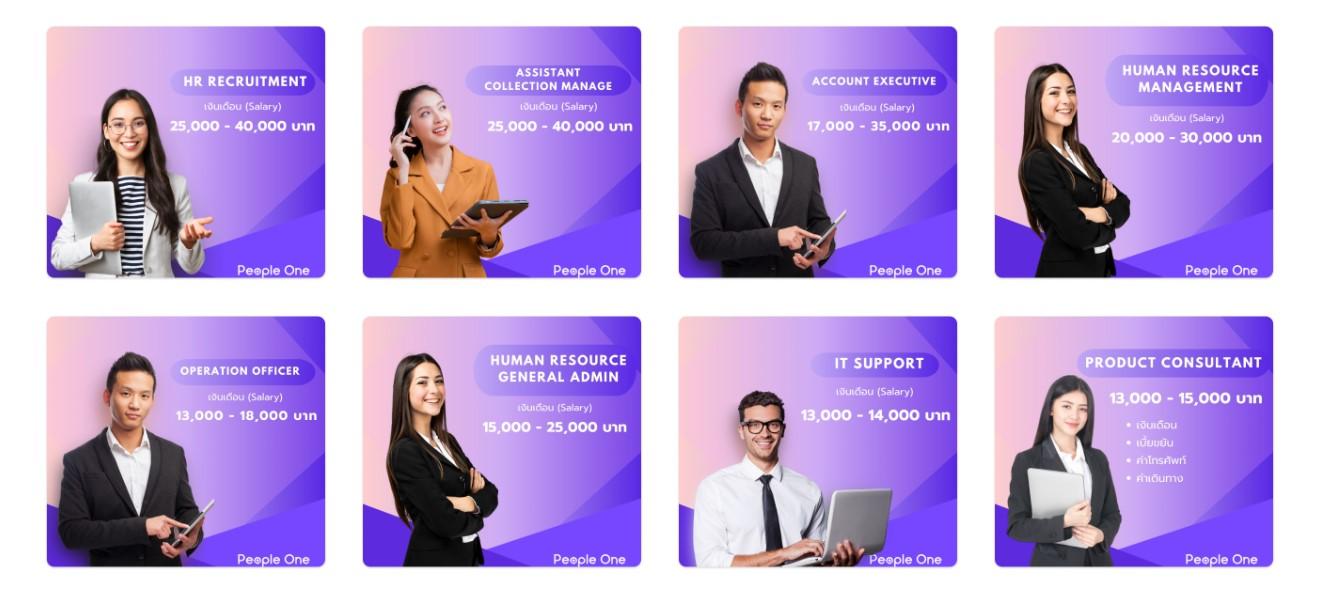 HR RECRUITMENT
เงินเดือน (Salary)
25,000 - 40,000 บาท
People One
ASSISTANT
COLLECTION MANAGE
เงินเดือน (Salary)
25,000 - 40,000 บาท
People One
ACCOUNT EXECUTIVE
เงินเดือน (Salary)
17,000 - 35,000 บาท
People One
HUMAN RESOURCE
MANAGEMENT
เงินเดือน (Salary)
20,000 - 30,000 บาท
People One
OPERATION OFFICER
เงินเดือน (Salary)
13,000 - 18,000 บาท
People One
HUMAN RESOURCE
GENERAL ADMIN
เงินเดือน (Salary)
15,000 - 25,000 บาท
People One
IT SUPPORT
เงินเดือน (Salary)
13,000 - 14,000 บาท
People One
PRODUCT CONSULTANT
13,000 - 15,000 บาท
• เงินเดือน
• เบี้ยขยัน
• ค่าโทรศัพท์
• ค่าเดินทาง
People One